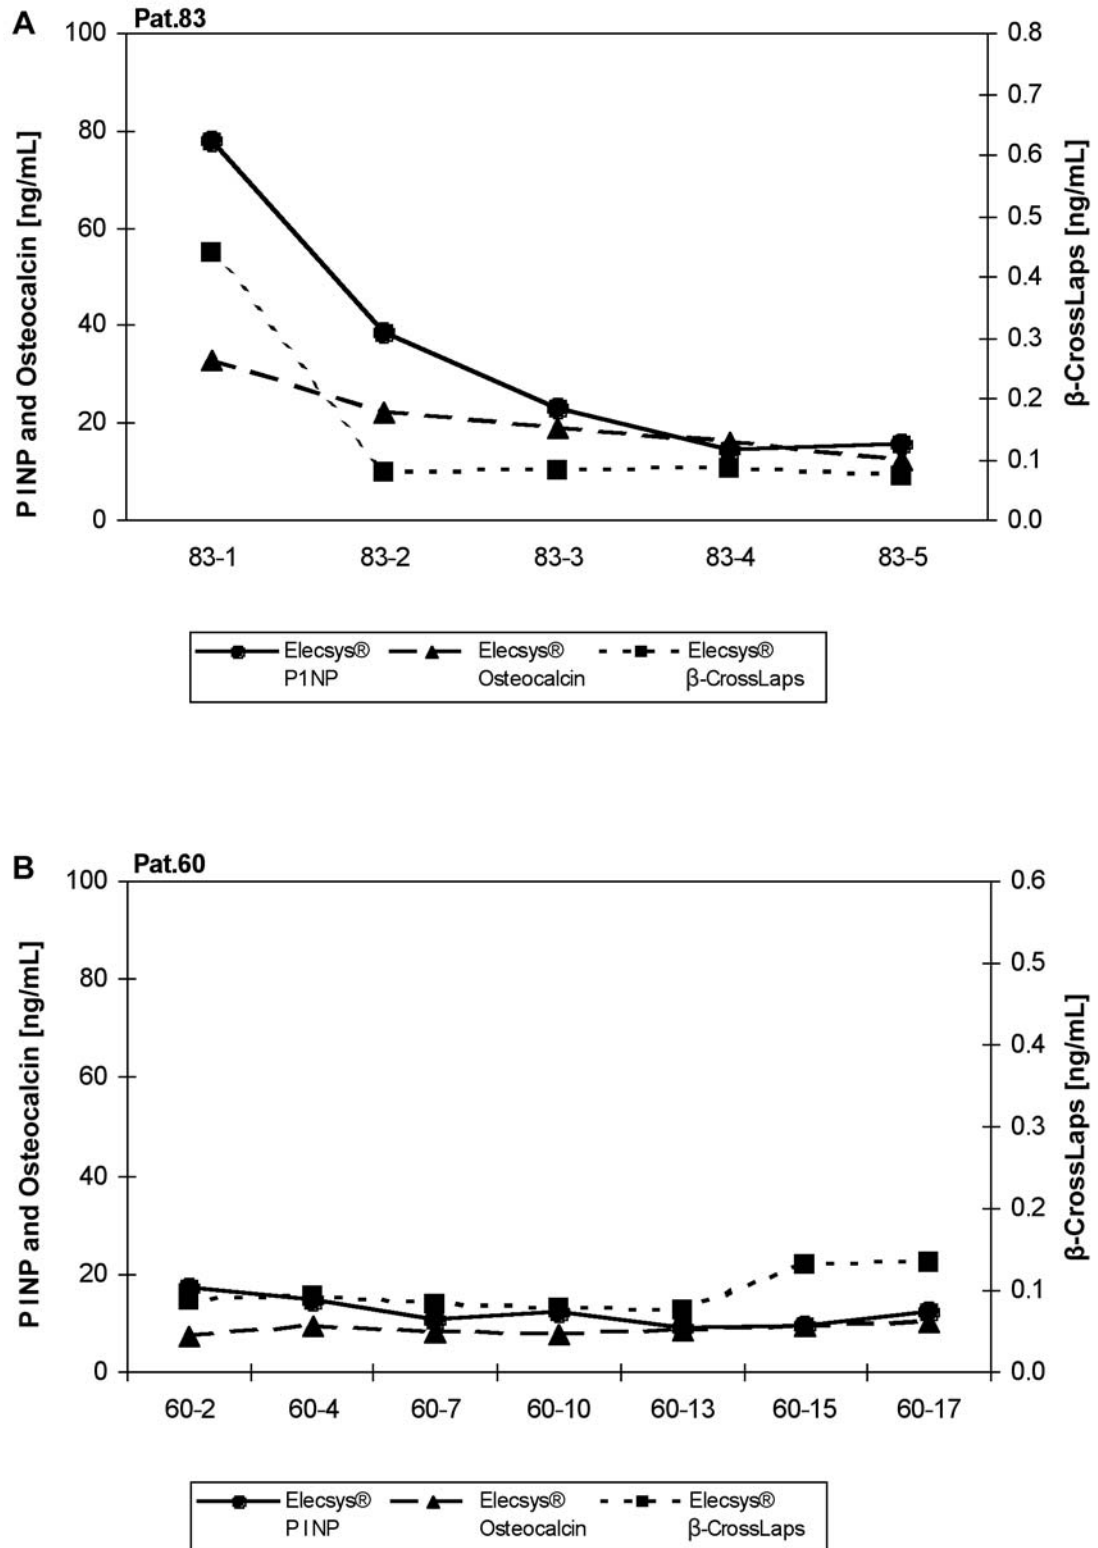 A
Pat.83
PINP and Osteocalcin [ng/mL]
100
80
60
40
20
0
β-CrossLaps [ng/mL]
0.8
0.7
0.6
0.5
0.4
0.3
0.2
0.1
0.0
83-1 83-2 83-3 83-4 83-5
Elecsys® Elecsys® Elecsys®
P1NP Osteocalcin β-CrossLaps
B
Pat.60
PINP and Osteocalcin [ng/mL]
100
80
60
40
20
0
β-CrossLaps [ng/mL]
0.6
0.5
0.4
0.3
0.2
0.1
0.0
60-2 60-4 60-7 60-10 60-13 60-15 60-17
Elecsys® Elecsys® Elecsys®
PINP Osteocalcin β-CrossLaps